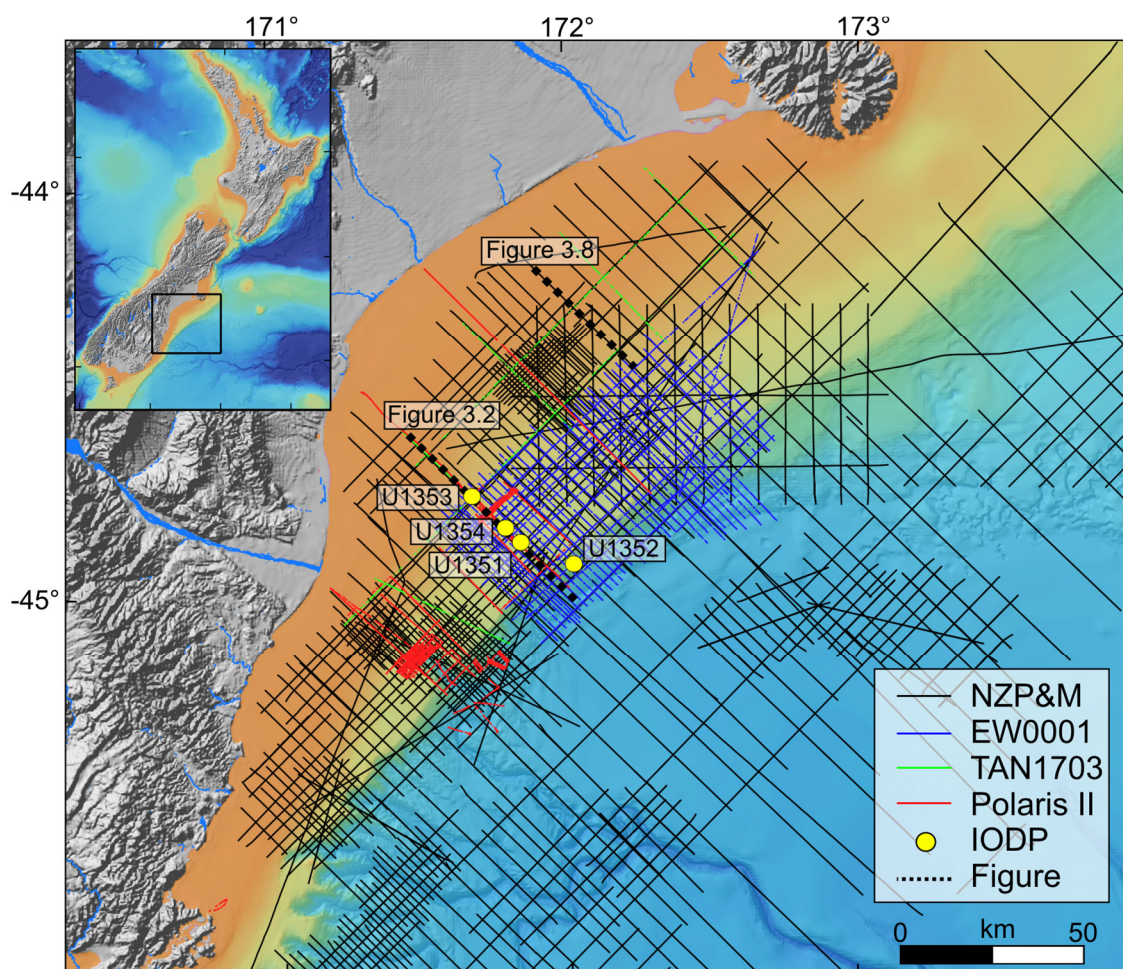 171°
172°
173°
-44°
-45°
Figure 3.8
Figure 3.2
U1353
U1354
U1351
U1352
NZP&M
EW0001
TAN1703
Polaris II
IODP
Figure
km
0
50